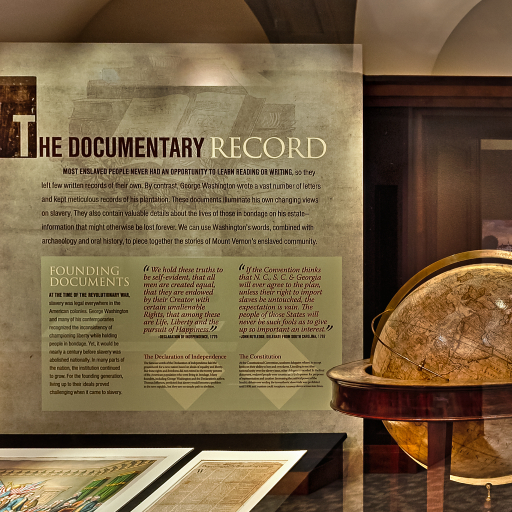 THE DOCUMENTARY RECORD
MOST ENSLAVED PEOPLE NEVER HAD AN OPPORTUNITY TO LEARN READING OR WRITING, so they
left few written records of their own. By contrast, George Washington wrote a vast number of letters
and kept meticulous records of his plantation. These documents illuminate his own changing views
on slavery. They also contain valuable details about the lives of those in bondage on his estate—
information that might otherwise be lost forever. We can use Washington's words, combined with
archaeology and oral history, to piece together the stories of Mount Vernon's enslaved community.
FOUNDING
DOCUMENTS
AT THE TIME OF THE REVOLUTIONARY WAR,
slavery was legal everywhere in the
American colonies. George Washington
and many of his contemporaries
recognized the inconsistency of
championing liberty while holding
people in bondage. Yet, it would be
nearly a century before slavery was
abolished nationally. In many parts of
the nation, the institution continued
to grow. For the founding generation,
living up to their ideals proved
challenging when it came to slavery.
"We hold these truths to
be self-evident, that all
men are created equal,
that they are endowed
by their Creator with
certain unalienable
Rights, that among these
are Life, Liberty and the
pursuit of Happiness."
—DECLARATION OF INDEPENDENCE, 1776
The Declaration of Independence
"If the Convention thinks
that N. C., S. C. & Georgia
will ever agree to the plan,
unless their right to import
slaves be untouched, the
expectation is vain. The
people of those States will
never be such fools as to give
up so important an interest."
—JOHN RUTLEDGE, DELEGATE FROM SOUTH CAROLINA, 1787
The Constitution